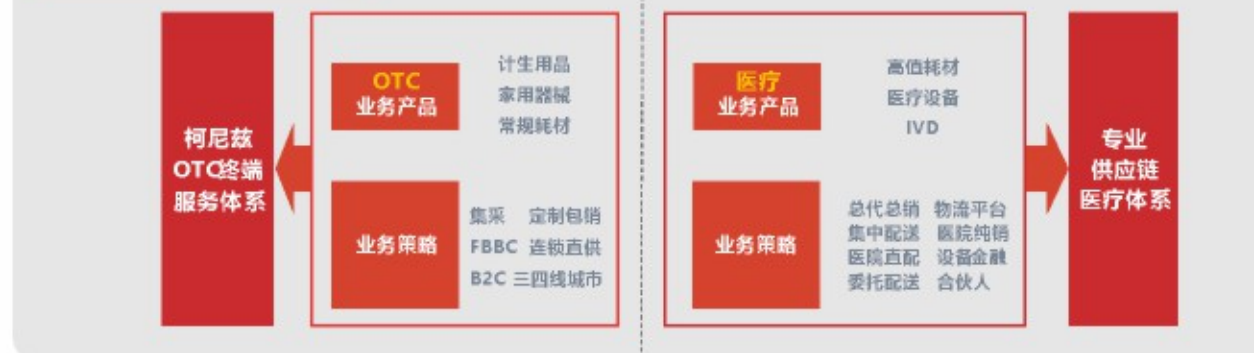 柯尼兹
OTC终端
服务体系
OTC
业务产品
计生用品
家用器械
常规耗材
业务策略
集采 定制包销
FBBC 连锁直供
B2C 三四线城市
医疗
业务产品
高值耗材
医疗设备
IVD
业务策略
总代总销 物流平台
集中配送 医院纯销
医院直配 设备金融
委托配送 合伙人
专业
供应链
医疗体系